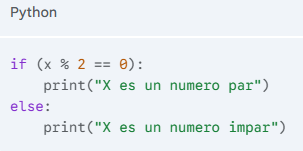 Python
if (x % 2 == 0):
    print("X es un numero par")
else:
    print("X es un numero impar")